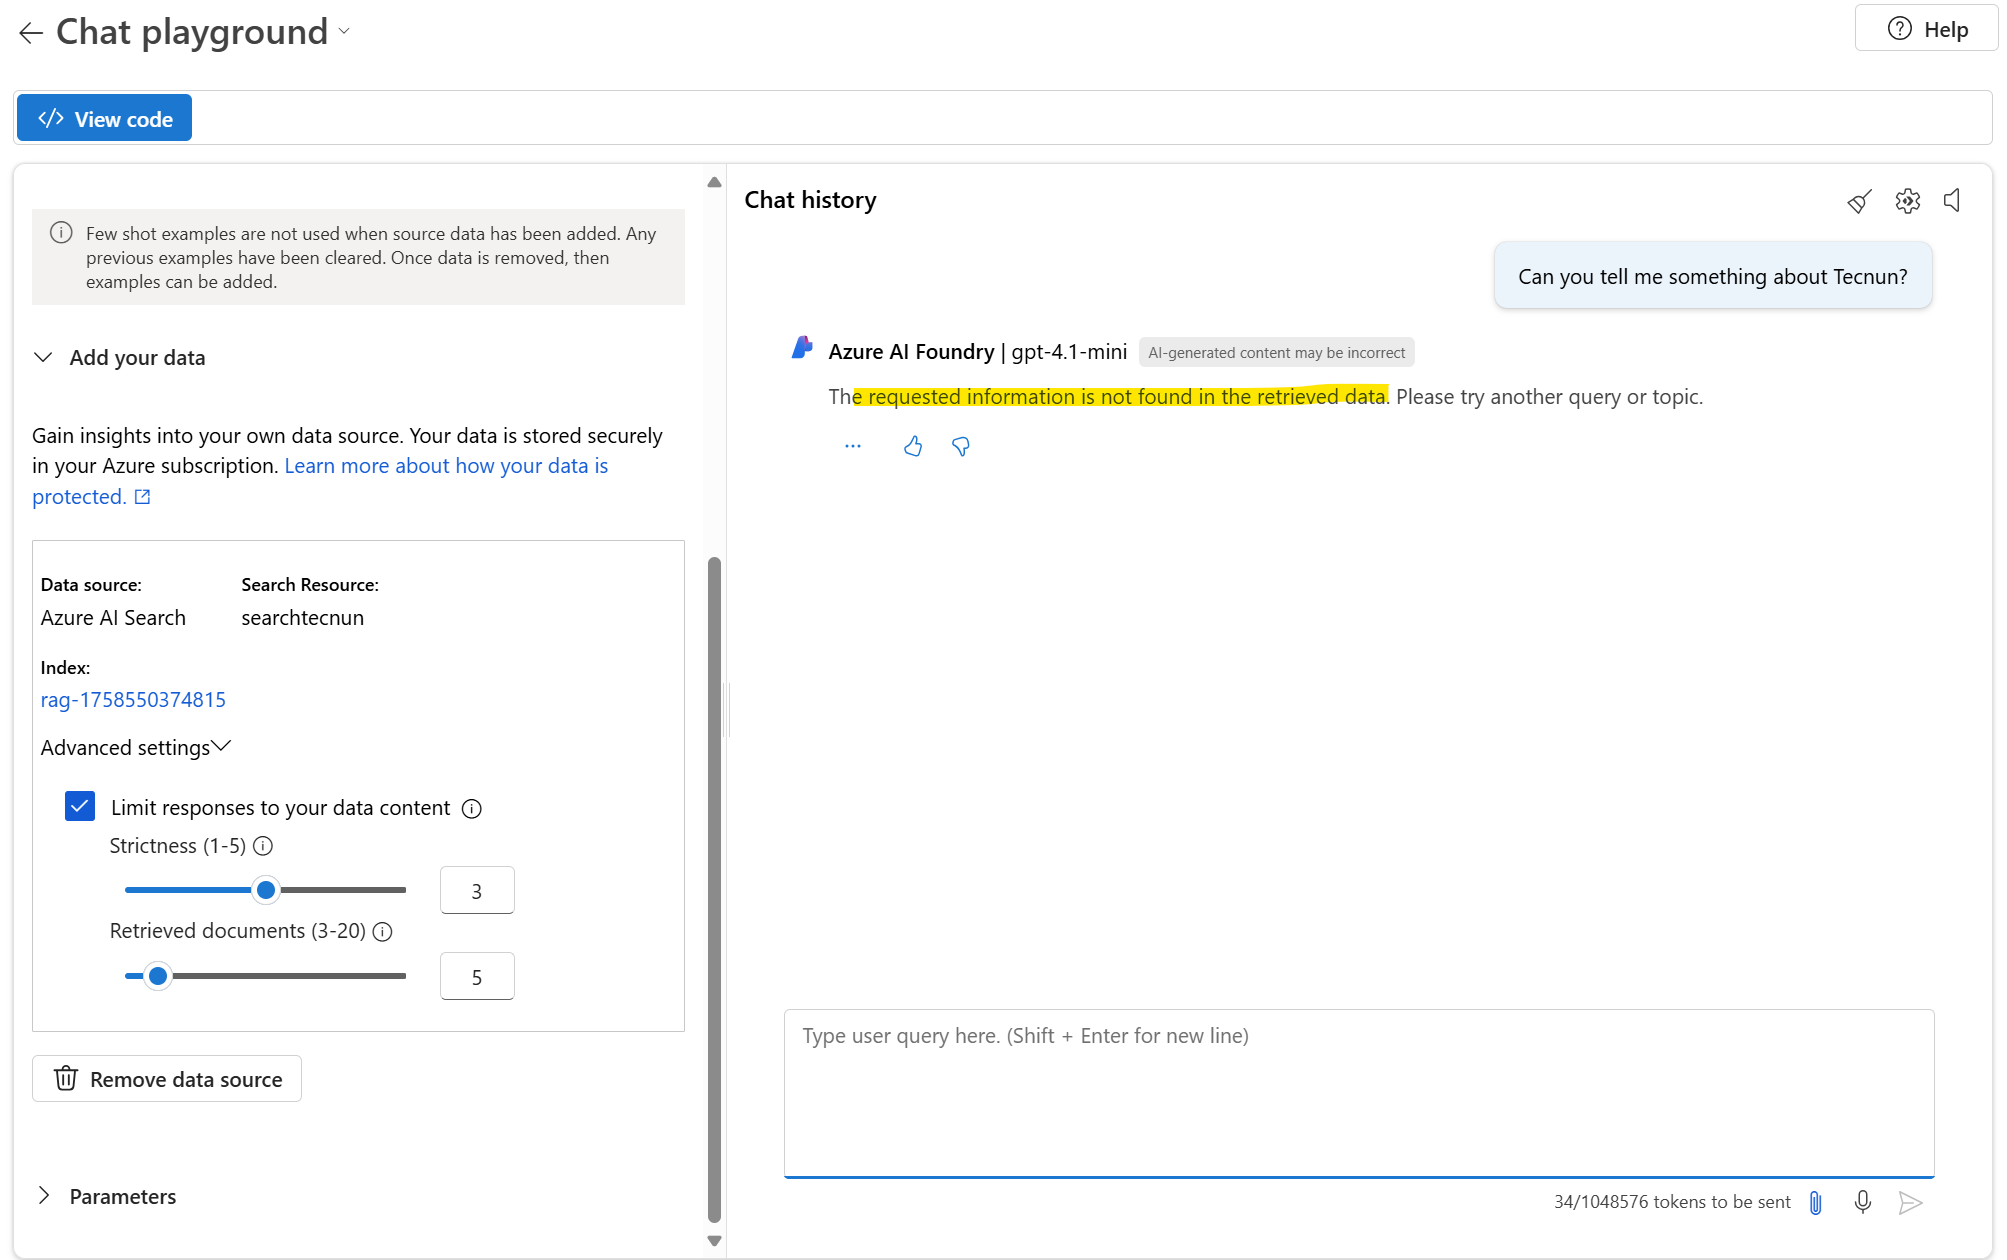 Chat playground
Help
</> View code
Few shot examples are not used when source data has been added. Any
previous examples have been cleared. Once data is removed, then
examples can be added.
Add your data
Gain insights into your own data source. Your data is stored securely
in your Azure subscription. Learn more about how your data is
protected.
Data source:
Search Resource:
Azure AI Search
searchtecnun
Index:
rag-1758550374815
Advanced settings
Limit responses to your data content
Strictness (1-5)
3
Retrieved documents (3-20)
5
Remove data source
Parameters
Chat history
Can you tell me something about Tecnun?
Azure AI Foundry | gpt-4.1-mini
AI-generated content may be incorrect
The requested information is not found in the retrieved data. Please try another query or topic.
Type user query here. (Shift + Enter for new line)
34/1048576 tokens to be sent